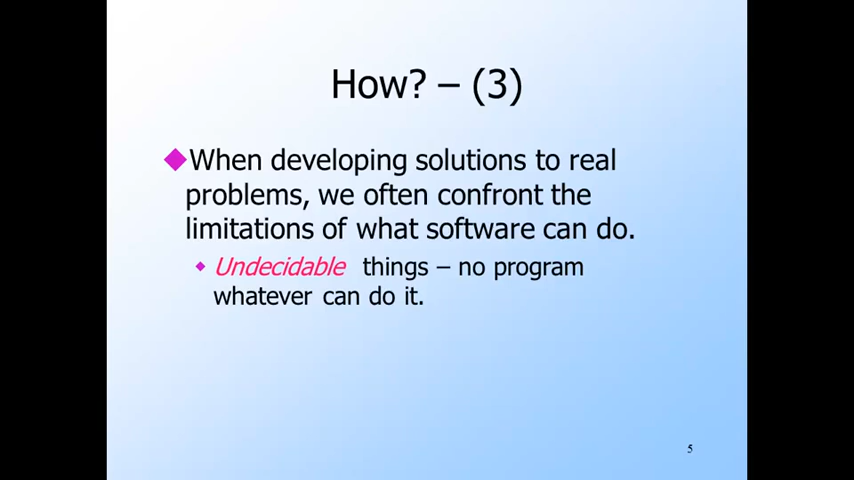 How? – (3)
When developing solutions to real
problems, we often confront the
limitations of what software can do.
Undecidable things – no program
whatever can do it.
5